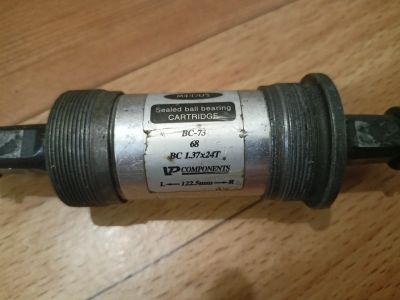 Sealed ball bearing
CARTRIDGE
BC-73
68
BC 1.37x24T
VP COMPONENTS
L 122.5mm R